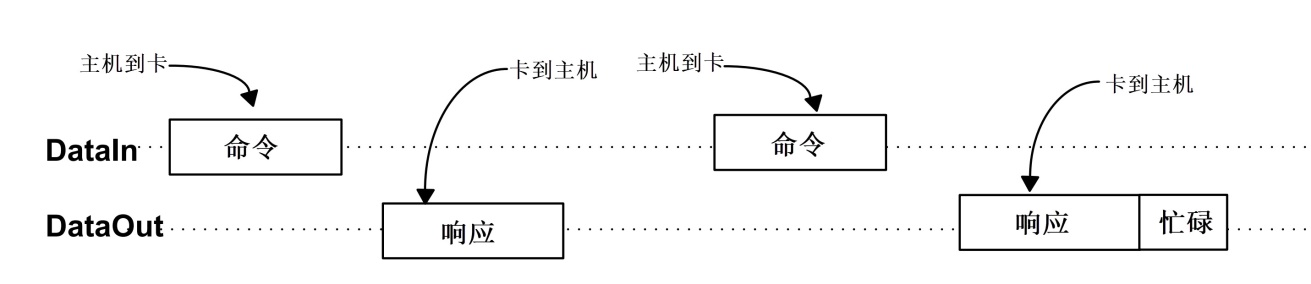 主机到卡
卡到主机
主机到卡
卡到主机
DataIn
命令
命令
DataOut
响应
响应
忙碌